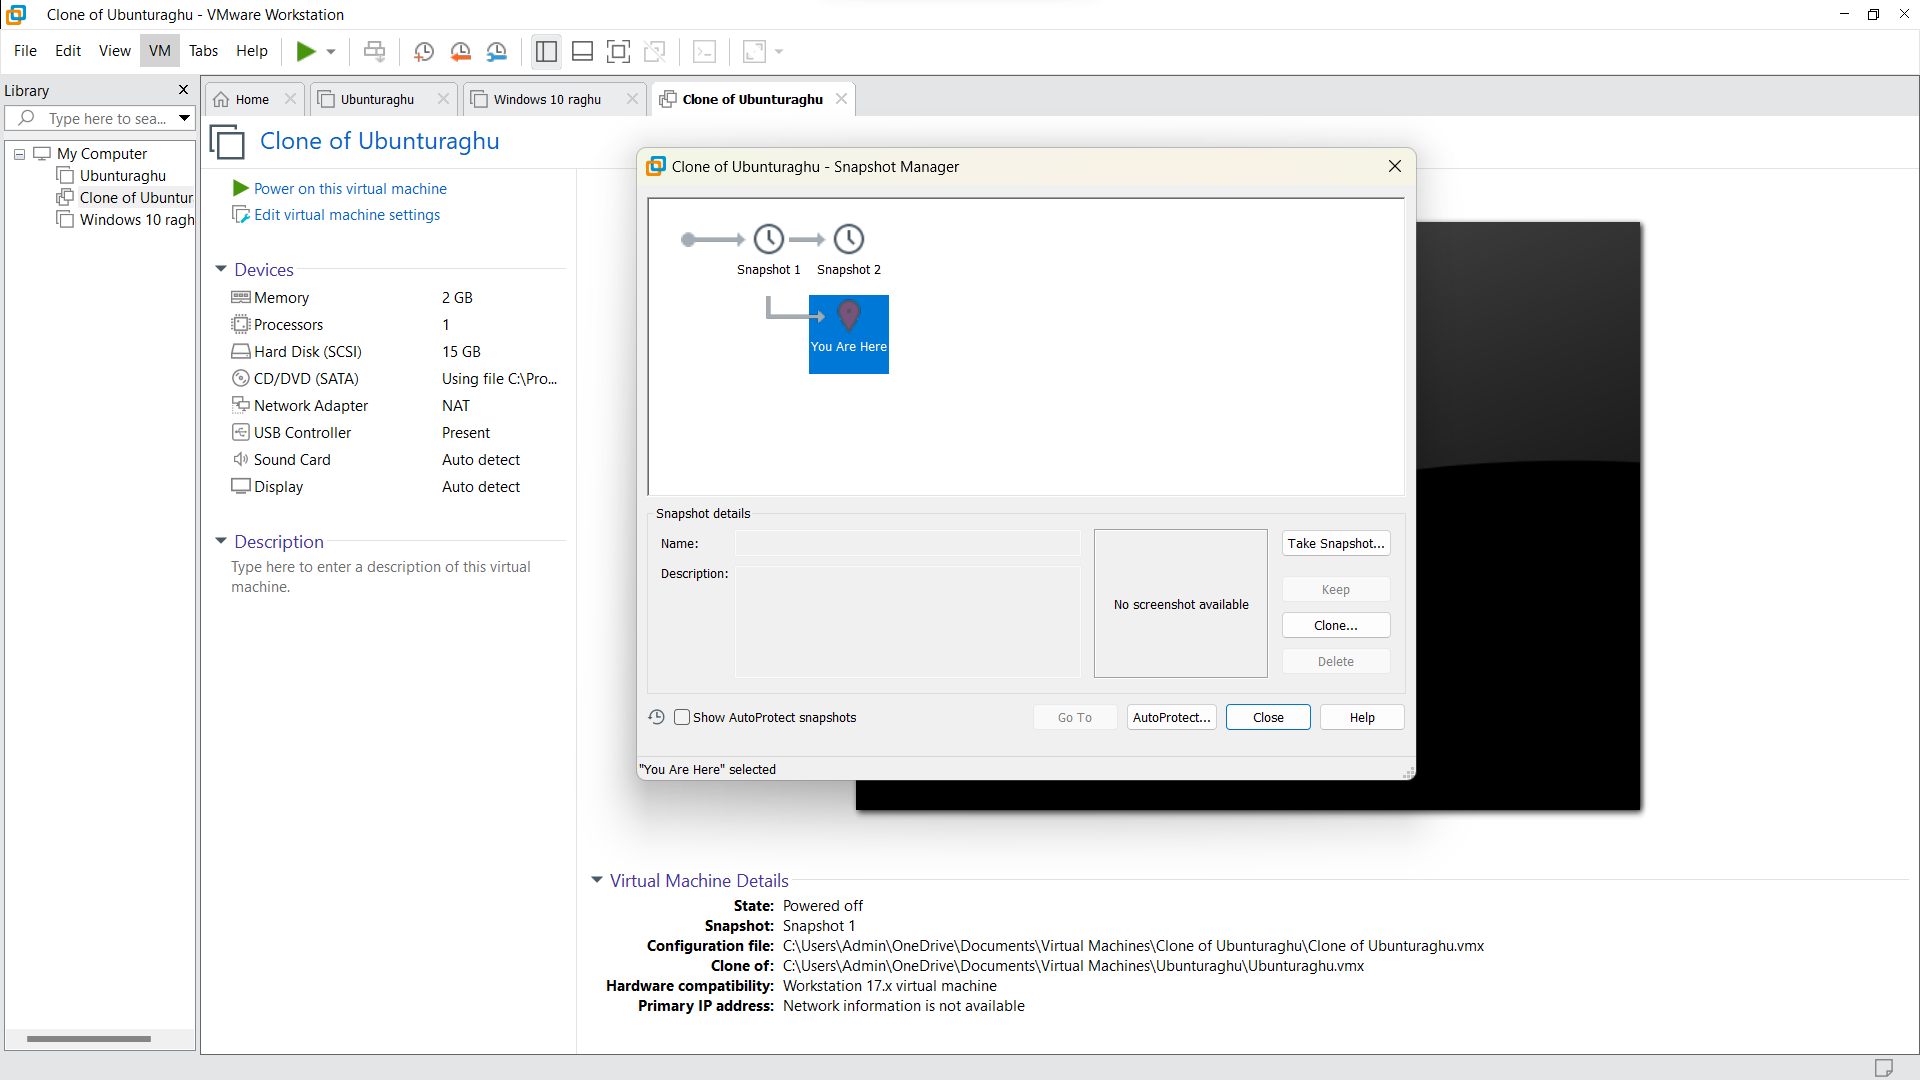 Clone of Ubunturaghu - VMware Workstation
File Edit View VM Tabs Help
Library
Type here to sea...
My Computer
Ubunturaghu
Clone of Ubuntur
Windows 10 ragh
Home
Ubunturaghu
Windows 10 raghu
Clone of Ubunturaghu
Clone of Ubunturaghu
Power on this virtual machine
Edit virtual machine settings
Devices
Memory 2 GB
Processors 1
Hard Disk (SCSI) 15 GB
CD/DVD (SATA) Using file C:\Pro...
Network Adapter NAT
USB Controller Present
Sound Card Auto detect
Display Auto detect
Description
Type here to enter a description of this virtual
machine.
Clone of Ubunturaghu - Snapshot Manager
Snapshot 1 Snapshot 2
You Are Here
Snapshot details
Name:
Description:
No screenshot available
Take Snapshot...
Keep
Clone...
Delete
Show AutoProtect snapshots
Go To
AutoProtect...
Close
Help
"You Are Here" selected
Virtual Machine Details
State: Powered off
Snapshot: Snapshot 1
Configuration file: C:\Users\Admin\OneDrive\Documents\Virtual Machines\Clone of Ubunturaghu\Clone of Ubunturaghu.vmx
Clone of: C:\Users\Admin\OneDrive\Documents\Virtual Machines\Ubunturaghu\Ubunturaghu.vmx
Hardware compatibility: Workstation 17.x virtual machine
Primary IP address: Network information is not available